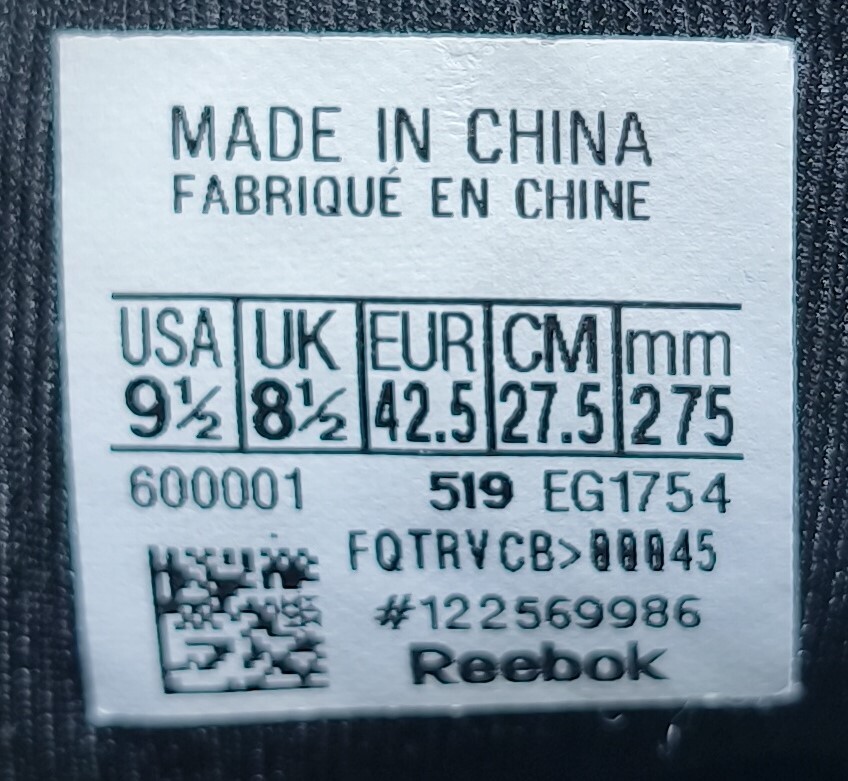 MADE IN CHINA
FABRIQUÉ EN CHINE
USA UK EUR CM mm
9½ 8½ 42.5 27.5 275
600001 519 EG1754
FQTRVCB>00045
#122569986
Reebok